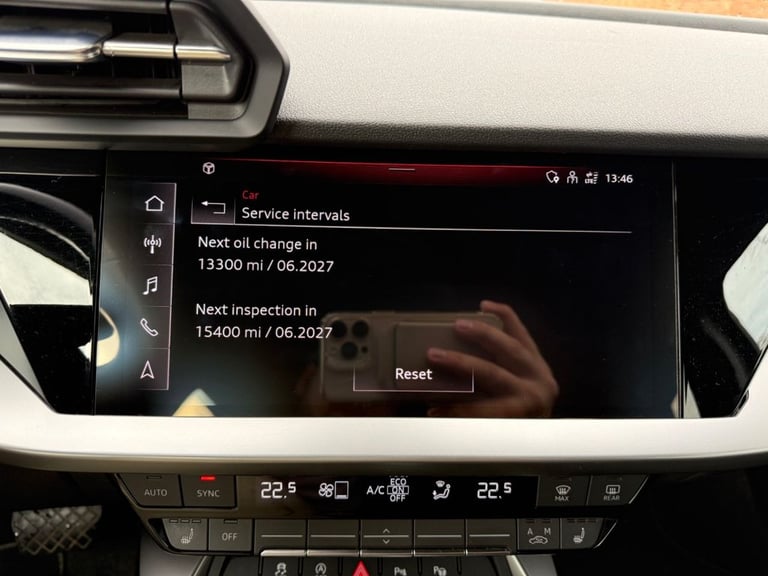 13:46
Car
Service intervals
Next oil change in
13300 mi / 06.2027
Next inspection in
15400 mi / 06.2027
Reset
AUTO
SYNC
22.5
A/C
ECO
ON
OFF
22.5
MAX
REAR
OFF
A M